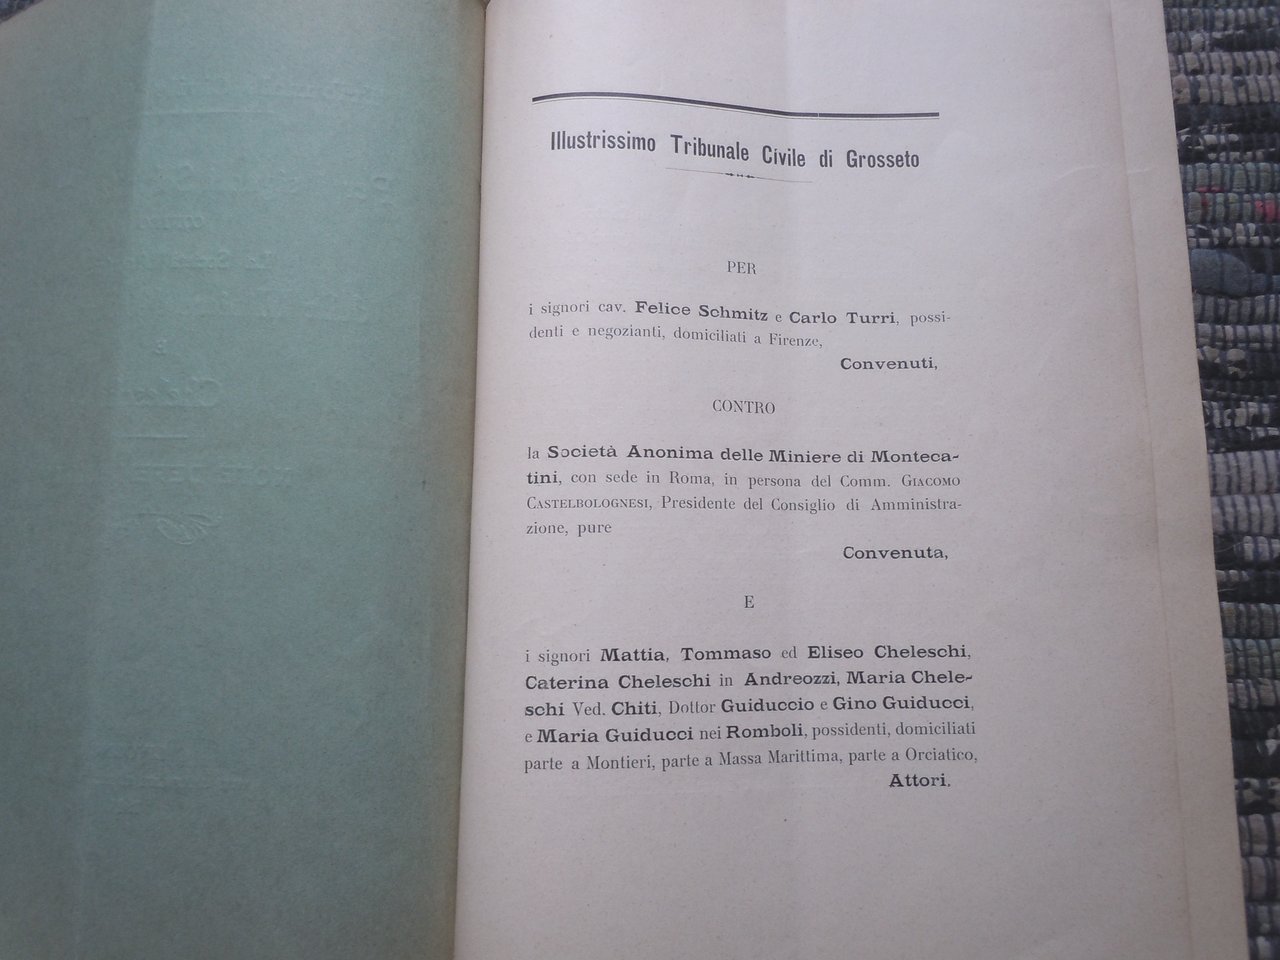 Illustrissimo Tribunale Civile di Grosseto
PER
i signori cav. Felice Schmitz e Carlo Turri, possi-
denti e negozianti, domiciliati a Firenze,
Convenuti,
CONTRO
la Società Anonima delle Miniere di Monteca-
tini, con sede in Roma, in persona del Comm. GIACOMO
CASTELBOLOGNESI, Presidente del Consiglio di Amministra-
zione, pure
Convenuta,
E
i signori Mattia, Tommaso ed Eliseo Cheleschi,
Caterina Cheleschi in Andreozzi, Maria Chele-
schi Ved. Chiti, Dottor Guiduccio e Gino Guiducci,
e Maria Guiducci nei Romboli, possidenti, domiciliati
parte a Montieri, parte a Massa Marittima, parte a Orciatico,
Attori.